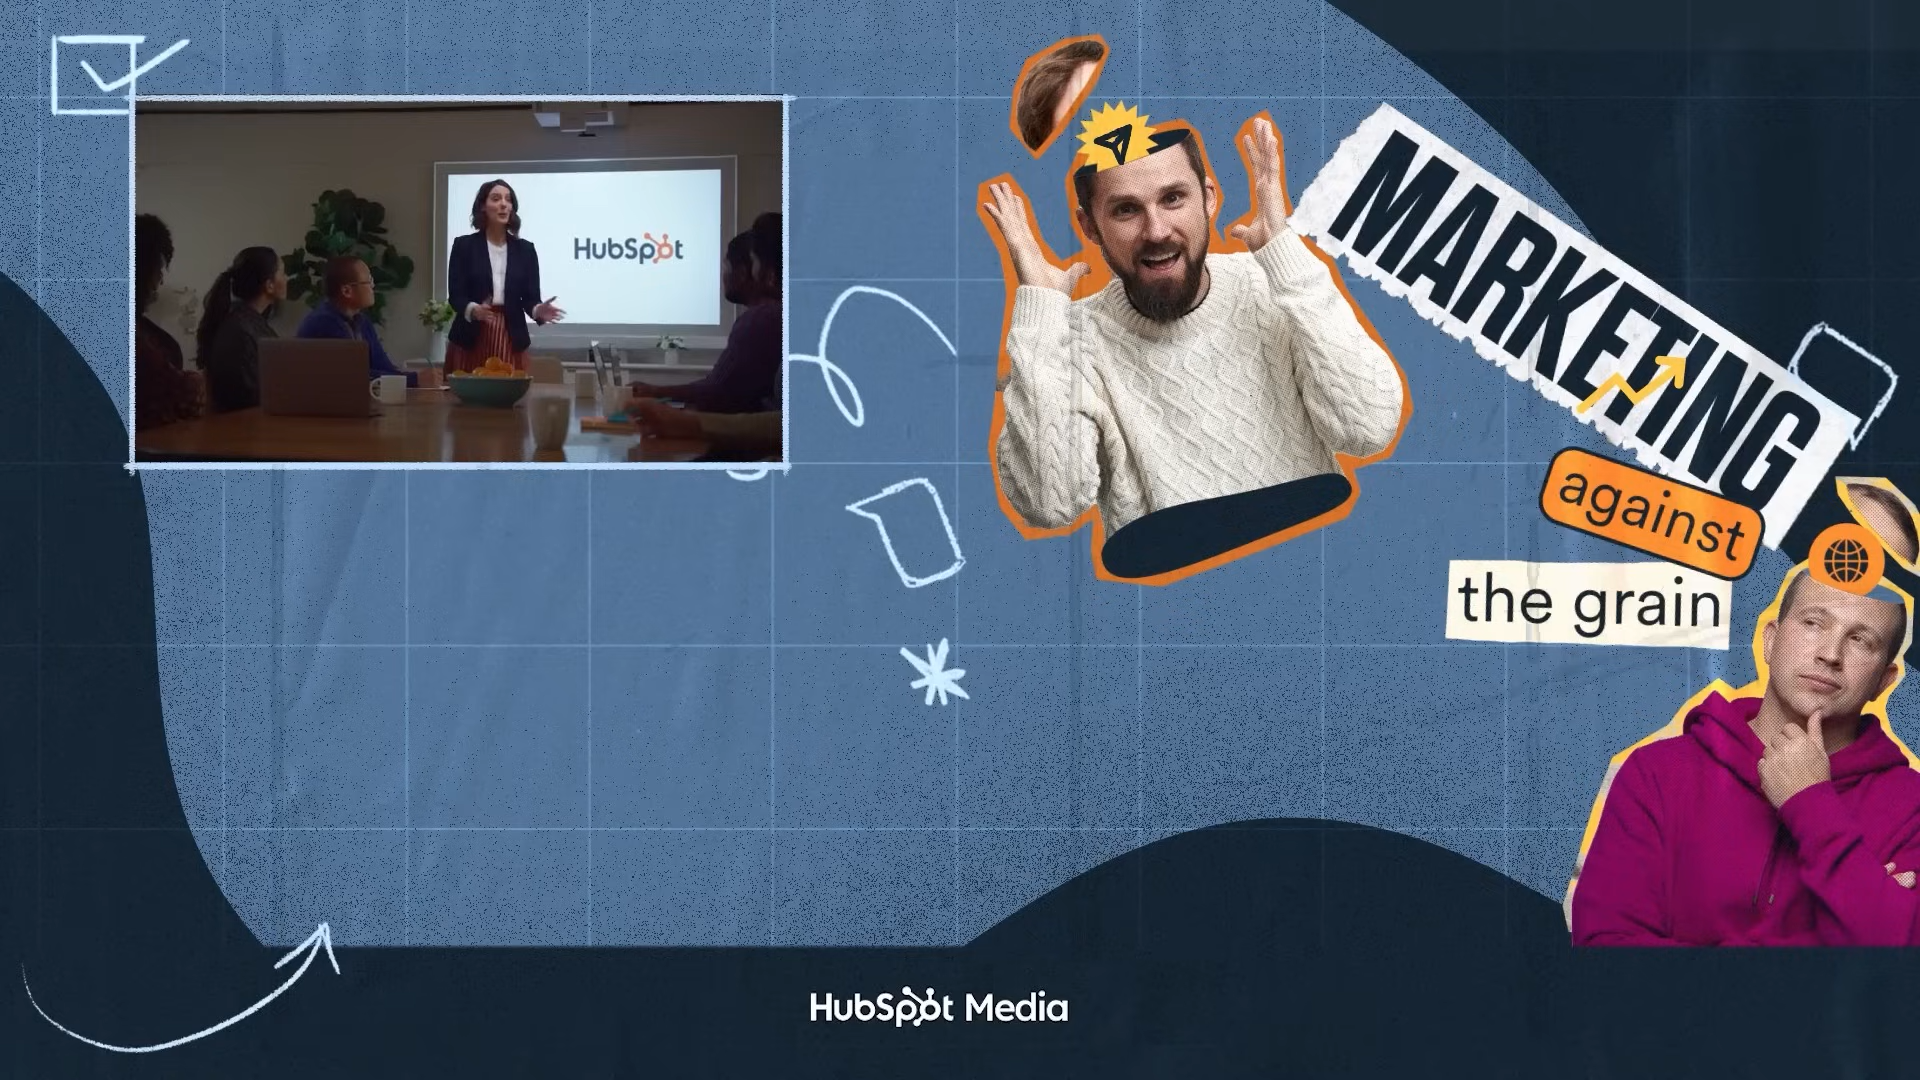 HubSpot
MARKETING
against
the grain
HubSpot Media